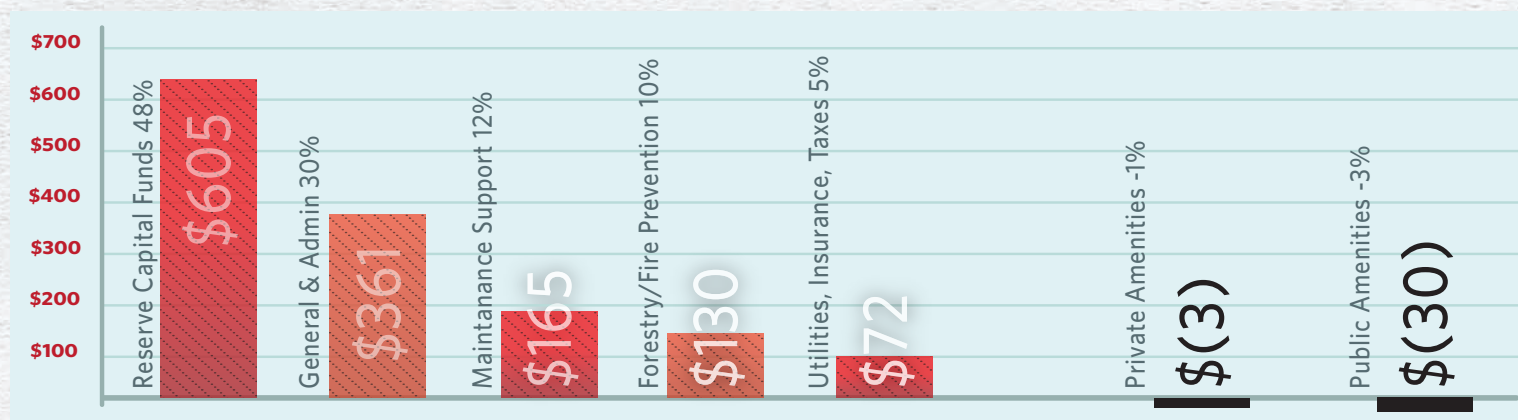 $700
$600
$500
$400
$300
$200
$100
Reserve Capital Funds 48%
$605
General & Admin 30%
$361
Maintanance Support 12%
$165
Forestry/Fire Prevention 10%
$130
Utilities, Insurance, Taxes 5%
$72
Private Amenities -1%
$(3)
Public Amenities -3%
$(30)